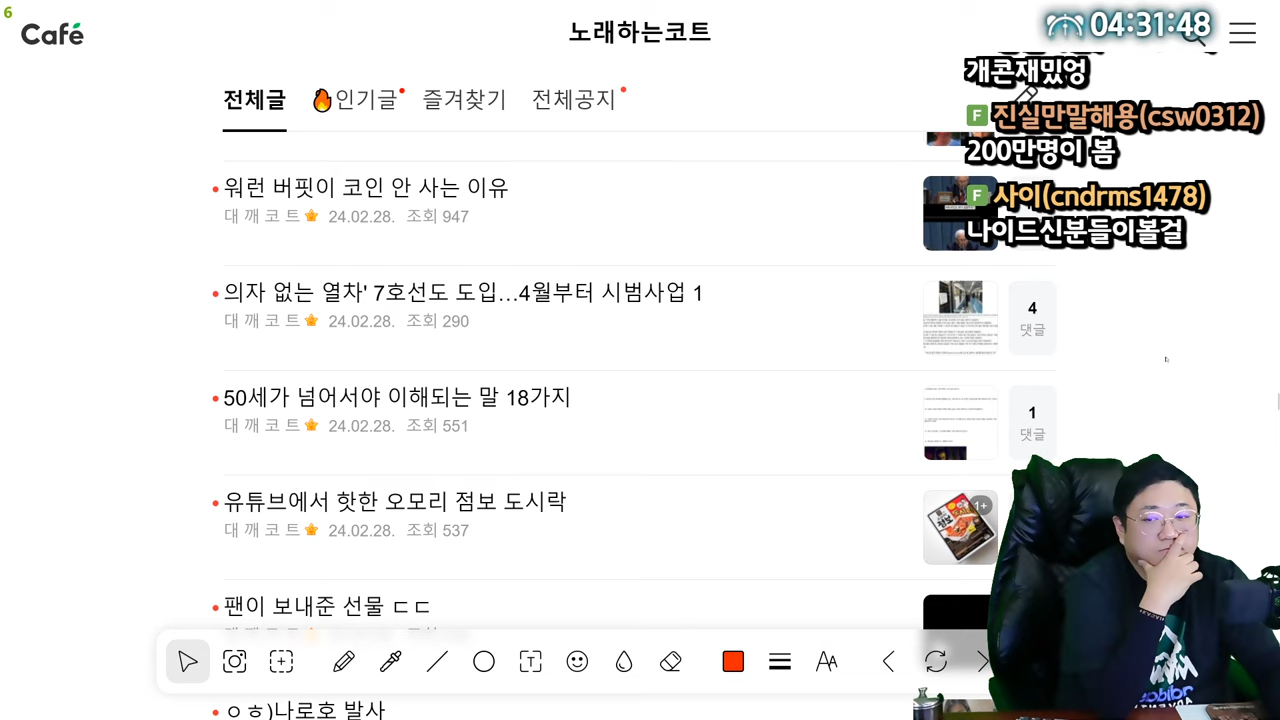 6
Café
노래하는코트
04:31:48
전체글
인기글
즐겨찾기
전체공지
개콘재밌엉
F 진실만말해용(csw0312)
200만명이 봄
F 사이(cndrms1478)
나이드신분들이볼걸
워런 버핏이 코인 안 사는 이유
대 깨 코 트 24.02.28. 조회 947
의자 없는 열차' 7호선도 도입…4월부터 시범사업 1
대 깨 코 트 24.02.28. 조회 290
4
댓글
50세가 넘어서야 이해되는 말 18가지
대 깨 코 트 24.02.28. 조회 551
1
댓글
유튜브에서 핫한 오모리 점보 도시락
대 깨 코 트 24.02.28. 조회 537
1+
팬이 보내준 선물 ㄷㄷ
ㅇㅎ)나로호 발사